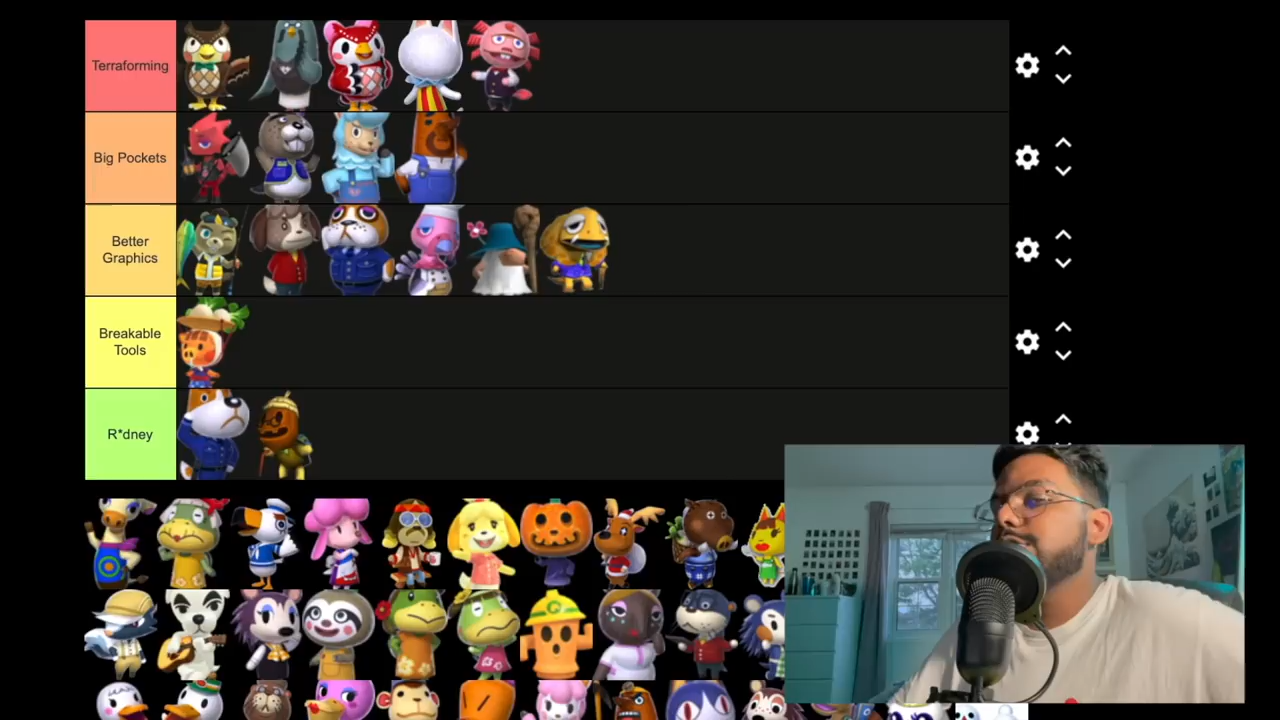 Terraforming
Big Pockets
Better
Graphics
Breakable
Tools
R*dney